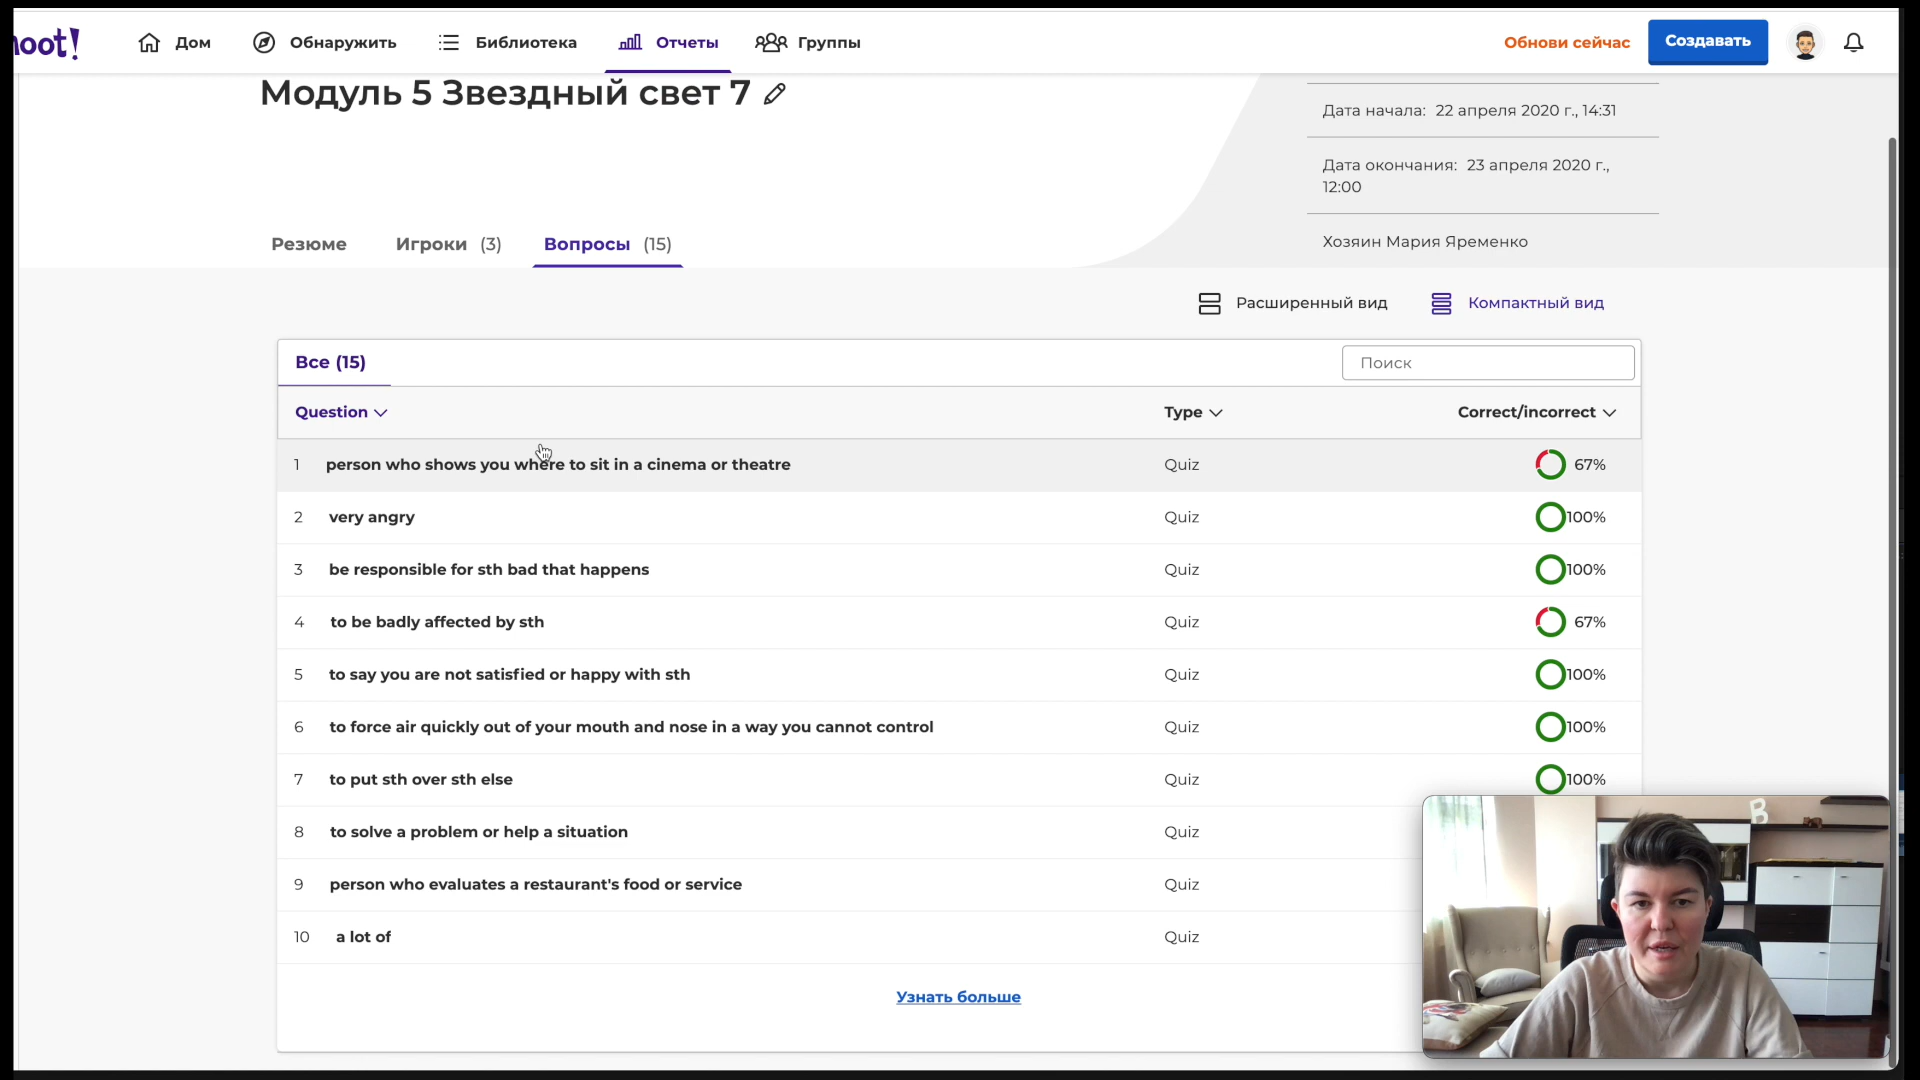 hoot!
Дом
Обнаружить
Библиотека
Отчеты
Группы
Обнови сейчас
Создавать
Модуль 5 Звездный свет 7
Дата начала: 22 апреля 2020 г., 14:31
Дата окончания: 23 апреля 2020 г.,
12:00
Хозяин Мария Яременко
Резюме
Игроки (3)
Вопросы (15)
Расширенный вид
Компактный вид
Все (15)
Поиск
Question
Type
Correct/incorrect
1 person who shows you where to sit in a cinema or theatre Quiz 67%
2 very angry Quiz 100%
3 be responsible for sth bad that happens Quiz 100%
4 to be badly affected by sth Quiz 67%
5 to say you are not satisfied or happy with sth Quiz 100%
6 to force air quickly out of your mouth and nose in a way you cannot control Quiz 100%
7 to put sth over sth else Quiz 100%
8 to solve a problem or help a situation Quiz
9 person who evaluates a restaurant's food or service Quiz
10 a lot of Quiz
Узнать больше
B